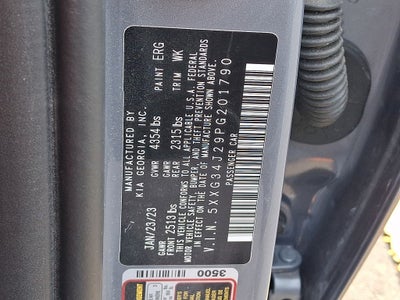 MANUFACTURED BY
KIA GEORGIA, INC.
PAINT ERG
JAN/23/23 GVWR 4354 lbs TRIM WK
FRONT 2513 lbs GAWR REAR 2315 lbs
THIS VEHICLE CONFORMS TO ALL APPLICABLE U.S.A. FEDERAL
MOTOR VEHICLE SAFETY, BUMPER, AND THEFT PREVENTION STANDARDS
IN EFFECT ON THE DATE OF MANUFACTURE SHOWN ABOVE.
V.I.N. 5XXG34J29PG201790
PASSENGER CAR
3500